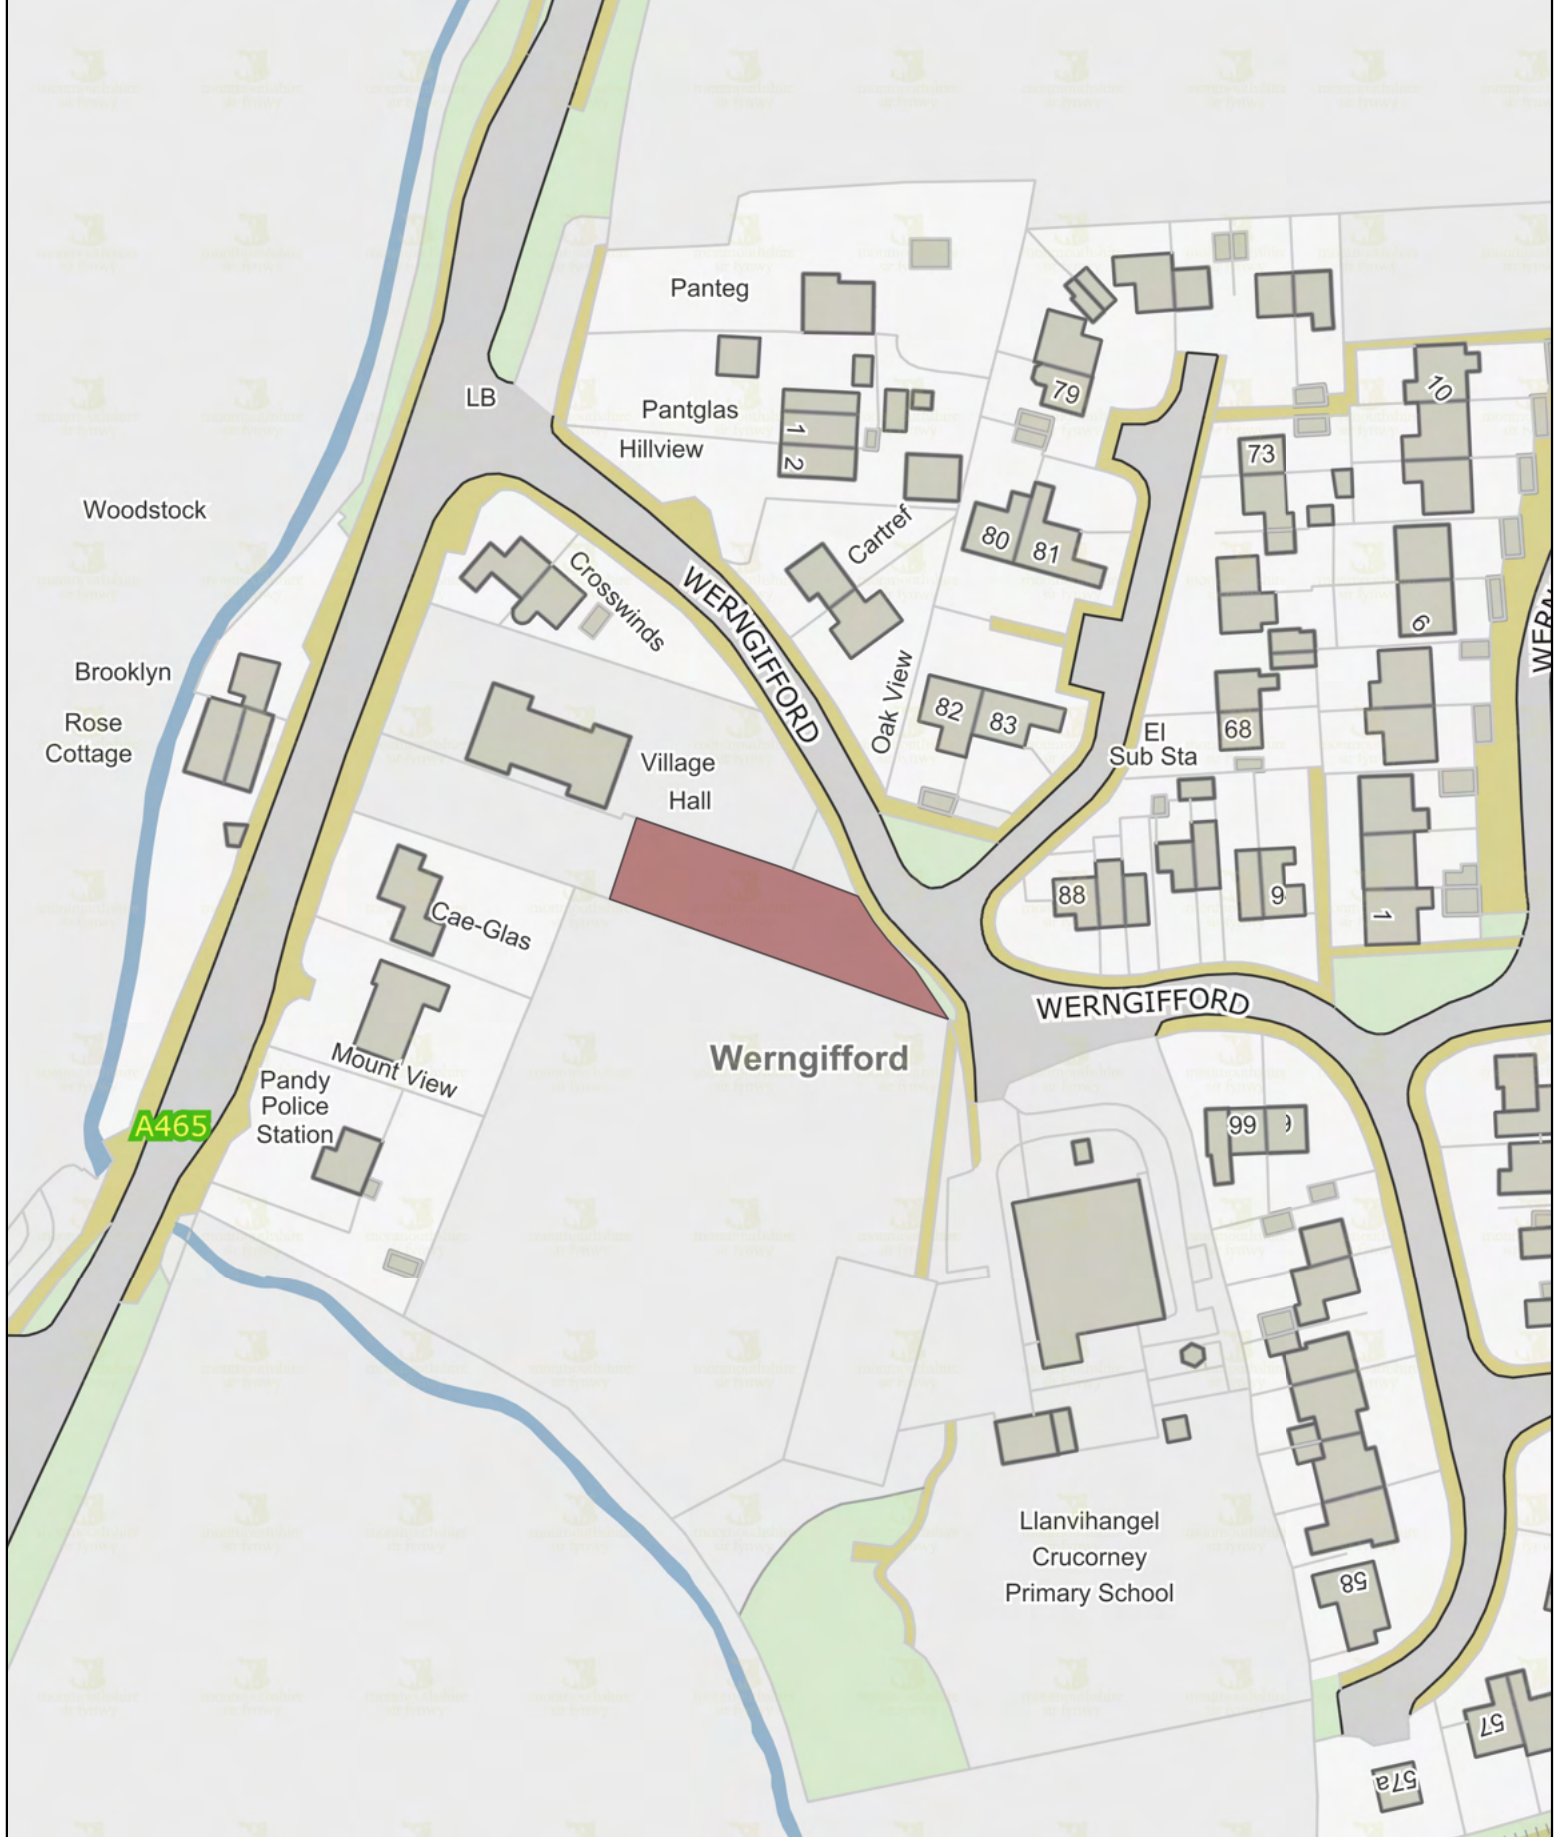 Panteg
79
10
LB
Pantglas
1
Hillview
2
73
Woodstock
Cartref
80
81
Crosswinds
WERNGIFFORD
6
WERN
Brooklyn
Oak View
Rose
Cottage
82
83
El
Sub Sta
68
Village
Hall
88
9
1
Cae-Glas
WERNGIFFORD
Werngifford
Mount View
Pandy
Police
Station
A465
99
9
Llanvihangel
Crucorney
Primary School
58
57
57a